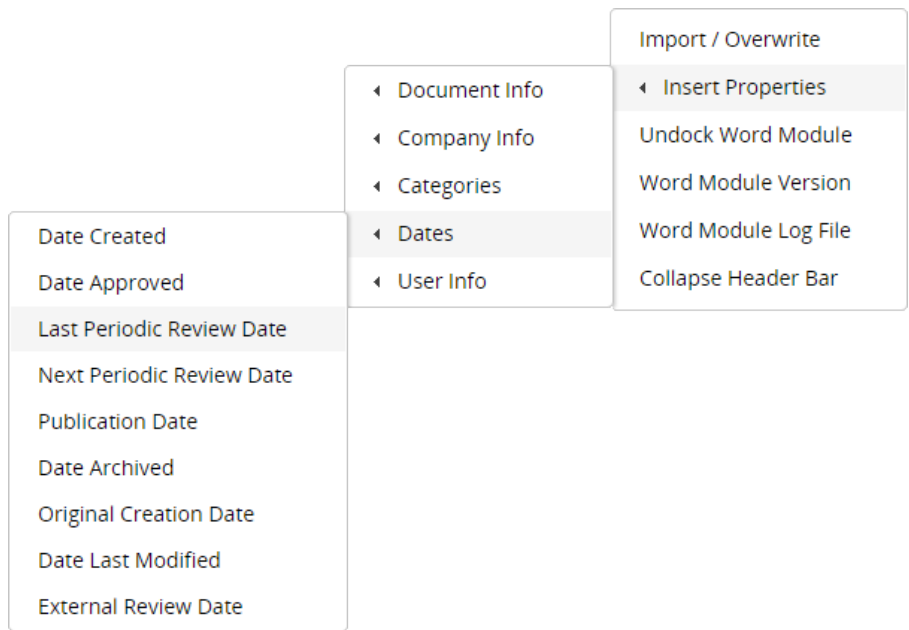 Import / Overwrite
Insert Properties
Undock Word Module
Word Module Version
Word Module Log File
Collapse Header Bar
Document Info
Company Info
Categories
Dates
User Info
Date Created
Date Approved
Last Periodic Review Date
Next Periodic Review Date
Publication Date
Date Archived
Original Creation Date
Date Last Modified
External Review Date